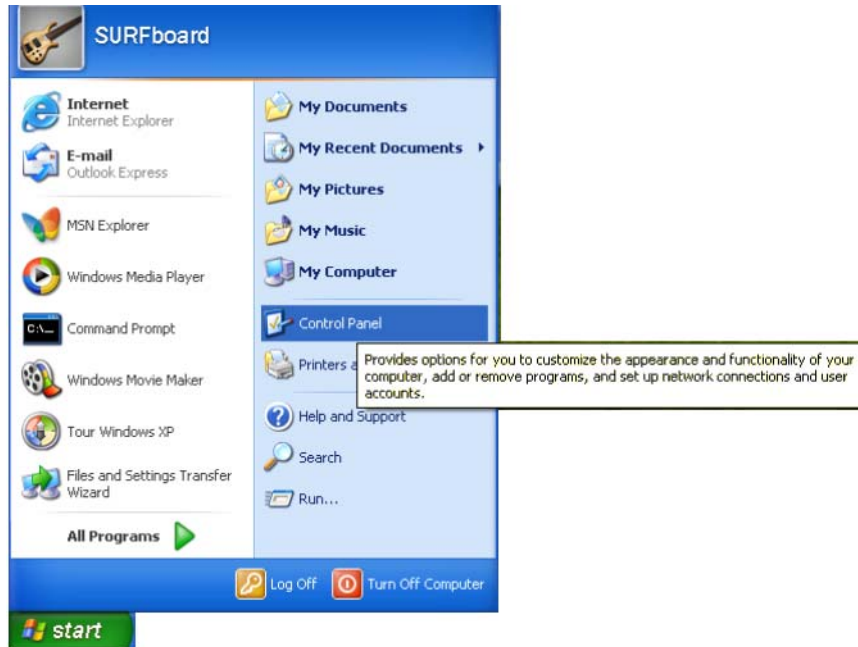 SURFboard
Internet
Internet Explorer
E-mail
Outlook Express
MSN Explorer
Windows Media Player
C:\_
Command Prompt
Windows Movie Maker
Tour Windows XP
Files and Settings Transfer
Wizard
All Programs
My Documents
My Recent Documents
My Pictures
My Music
My Computer
Control Panel
Printers a
Provides options for you to customize the appearance and functionality of your
computer, add or remove programs, and set up network connections and user
accounts.
Help and Support
Search
Run...
Log Off
Turn Off Computer
start